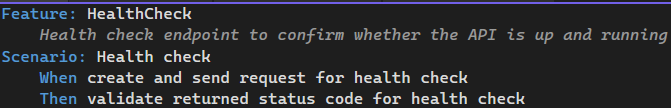 Feature: HealthCheck
Health check endpoint to confirm whether the API is up and running
Scenario: Health check
When create and send request for health check
Then validate returned status code for health check